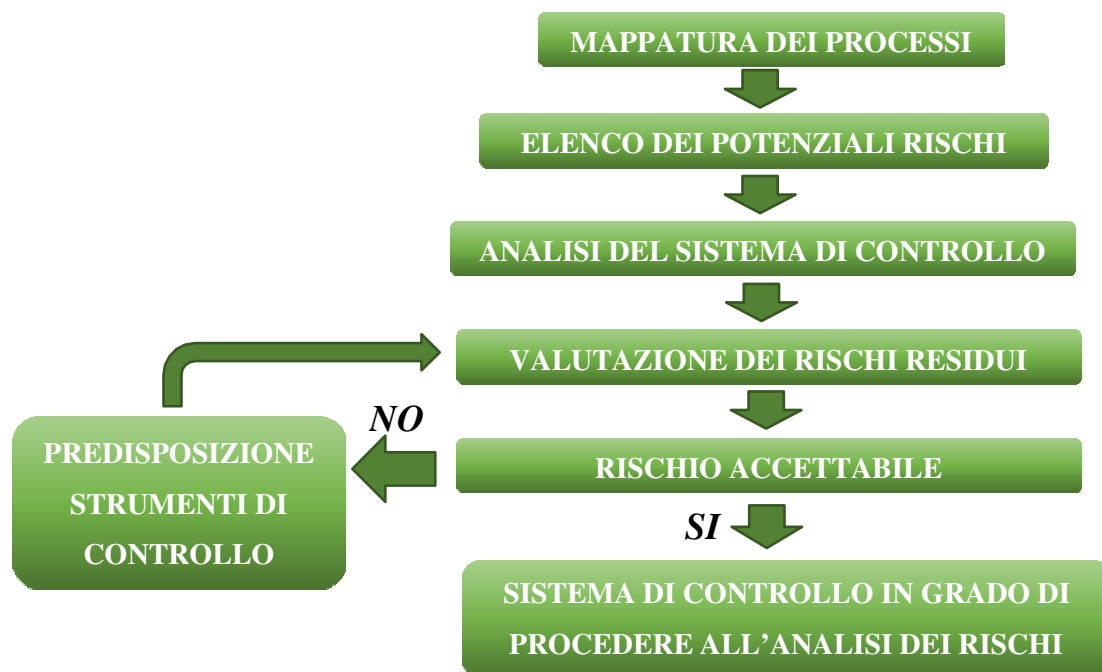 MAPPATURA DEI PROCESSI
ELENCO DEI POTENZIALI RISCHI
ANALISI DEL SISTEMA DI CONTROLLO
VALUTAZIONE DEI RISCHI RESIDUI
NO
PREDISPOSIZIONE
STRUMENTI DI
CONTROLLO
RISCHIO ACCETTABILE
SI
SISTEMA DI CONTROLLO IN GRADO DI
PROCEDERE ALL’ANALISI DEI RISCHI